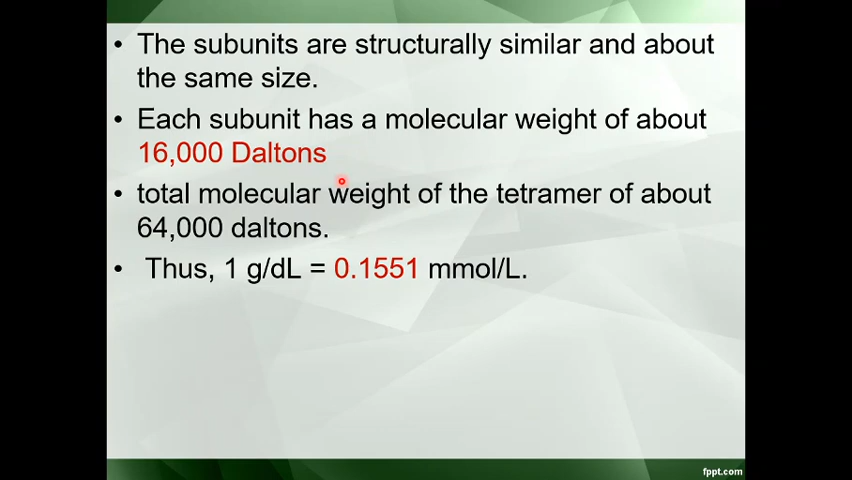 • The subunits are structurally similar and about
the same size.
• Each subunit has a molecular weight of about
16,000 Daltons
• total molecular weight of the tetramer of about
64,000 daltons.
• Thus, 1 g/dL = 0.1551 mmol/L.
fppt.com